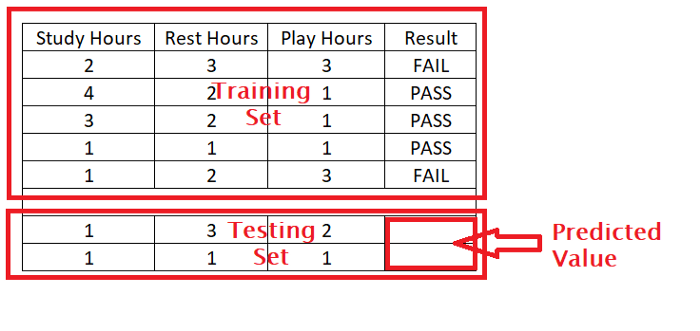 Study Hours Rest Hours Play Hours Result
2 3 3 FAIL
4 2 1 PASS
Training
3 2 1 PASS
Set
1 1 1 PASS
1 2 3 FAIL
1 3 2
Testing
1 1 1
Set
Predicted
Value